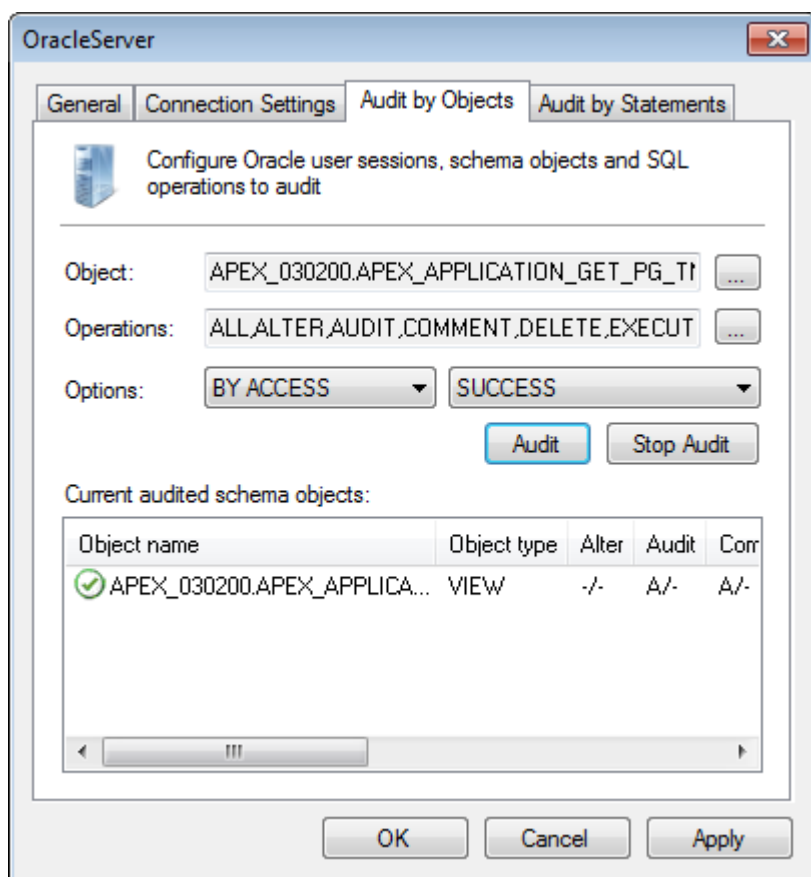 OracleServer
General Connection Settings Audit by Objects Audit by Statements
Configure Oracle user sessions, schema objects and SQL
operations to audit
Object: APEX_030200.APEX_APPLICATION_GET_PG_TI ...
Operations: ALL,ALTER,AUDIT,COMMENT,DELETE,EXECUT ...
Options: BY ACCESS SUCCESS
Audit Stop Audit
Current audited schema objects:
Object name Object type Alter Audit Com
APEX_030200.APEX_APPLICA... VIEW -/- A/- A/-
OK Cancel Apply